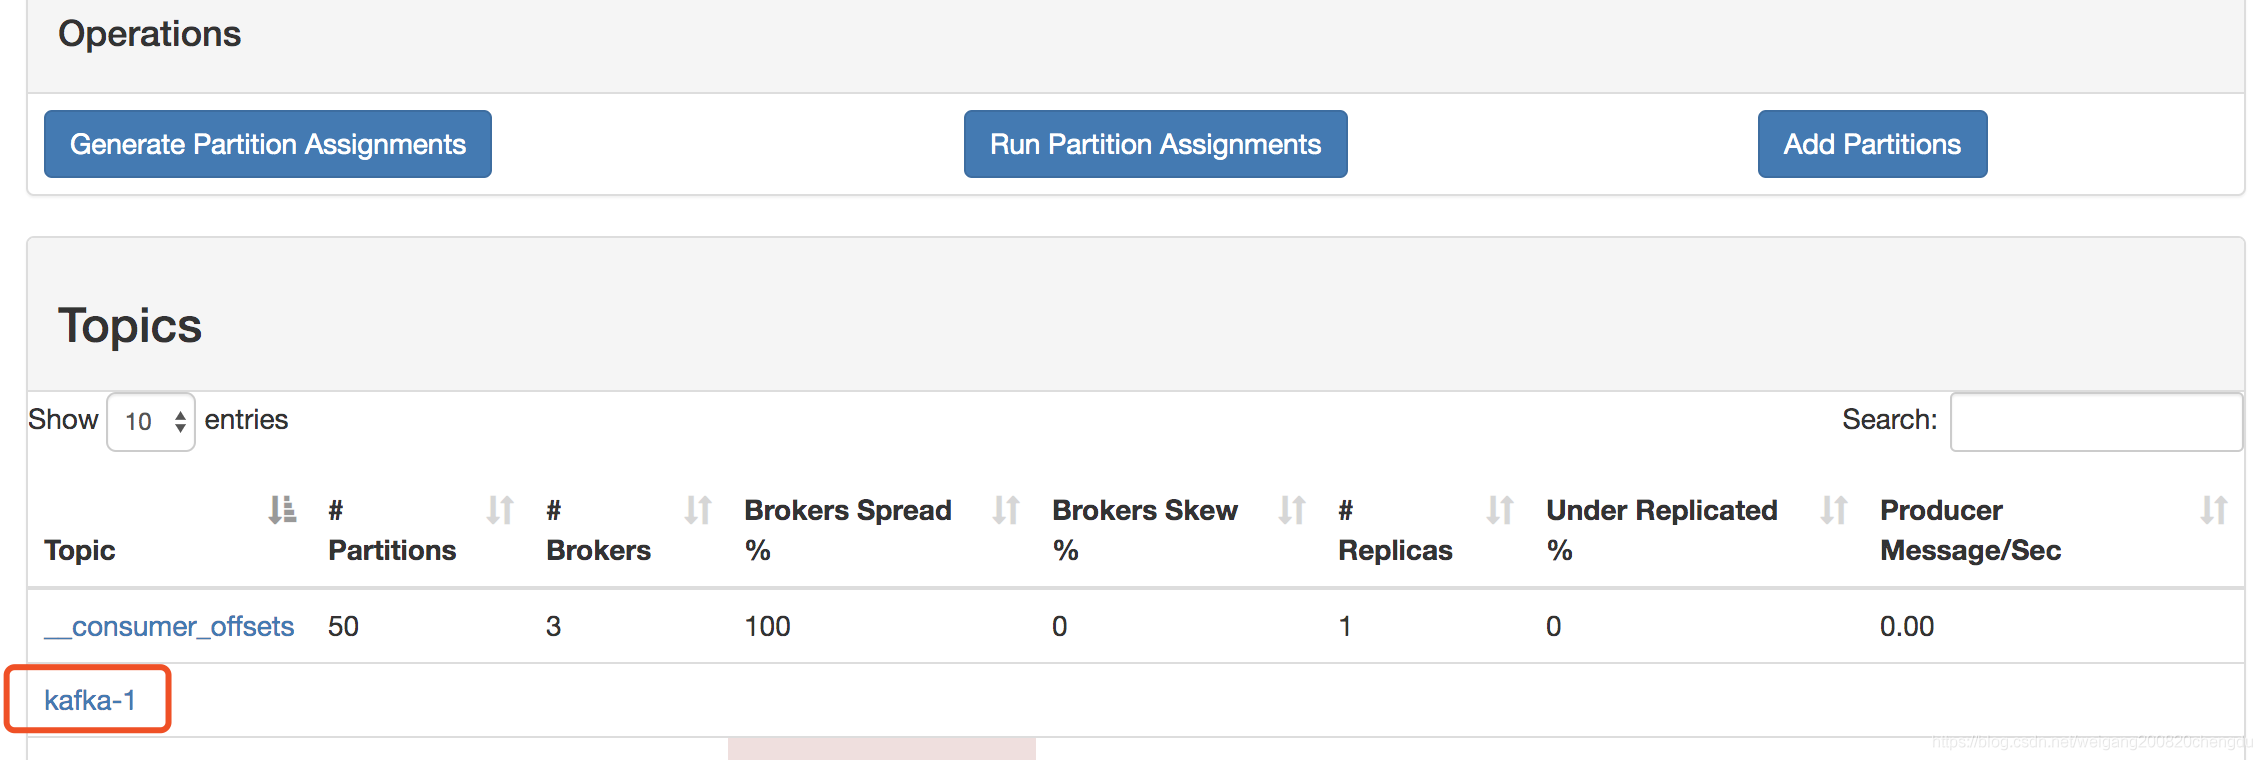 Operations
Generate Partition Assignments Run Partition Assignments Add Partitions
Topics
Show 10 entries Search:
# # Brokers Spread Brokers Skew # Under Replicated Producer
Topic Partitions Brokers % % Replicas % Message/Sec
__consumer_offsets 50 3 100 0 1 0 0.00
kafka-1
https://blog.csdn.net/weigang200820chengdu